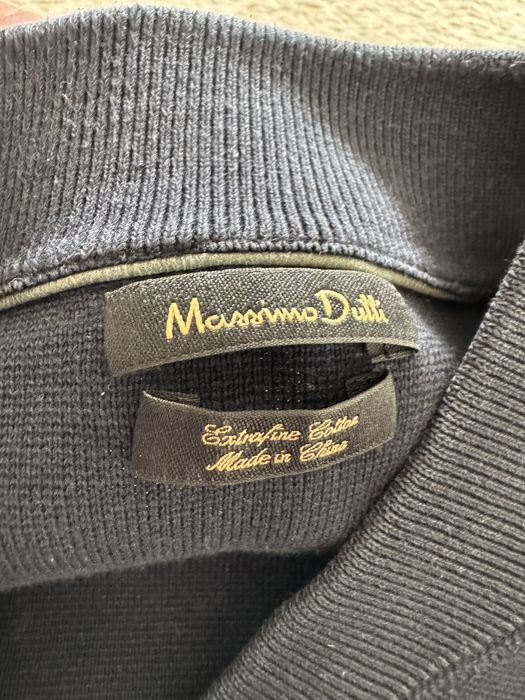 Massimo Dutti
Extrafine Cotton
Made in China